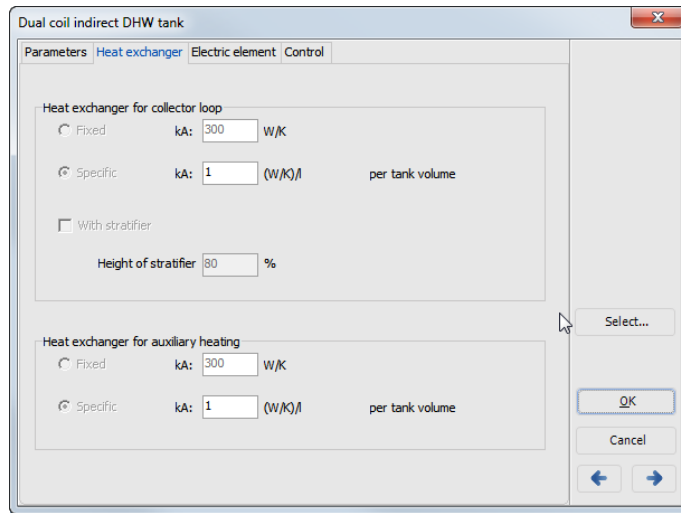 Dual coil indirect DHW tank
Parameters Heat exchanger Electric element Control
Heat exchanger for collector loop
Fixed kA: 300 W/K
Specific kA: 1 (W/K)/l per tank volume
With stratifier
Height of stratifier 80 %
Select...
Heat exchanger for auxiliary heating
Fixed kA: 300 W/K
Specific kA: 1 (W/K)/l per tank volume
OK
Cancel